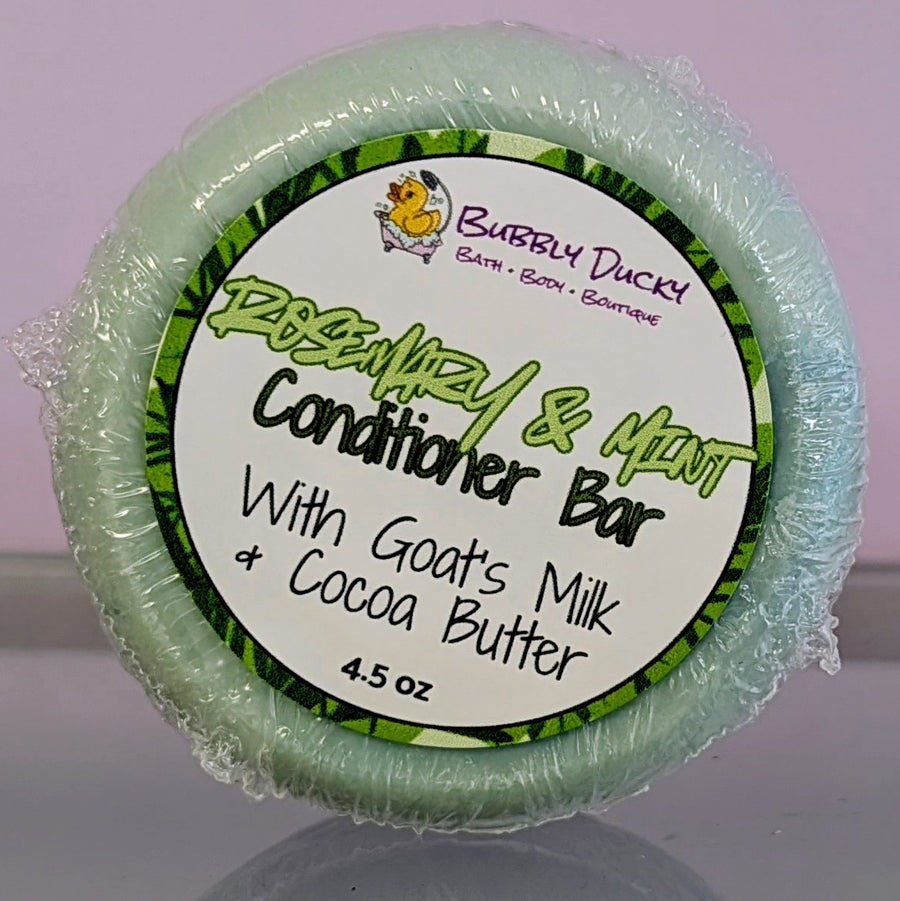 Bubbly Ducky
Bath • Body • Boutique
Rosemary & Mint
Conditioner Bar
With Goat's Milk
& Cocoa Butter
4.5 oz